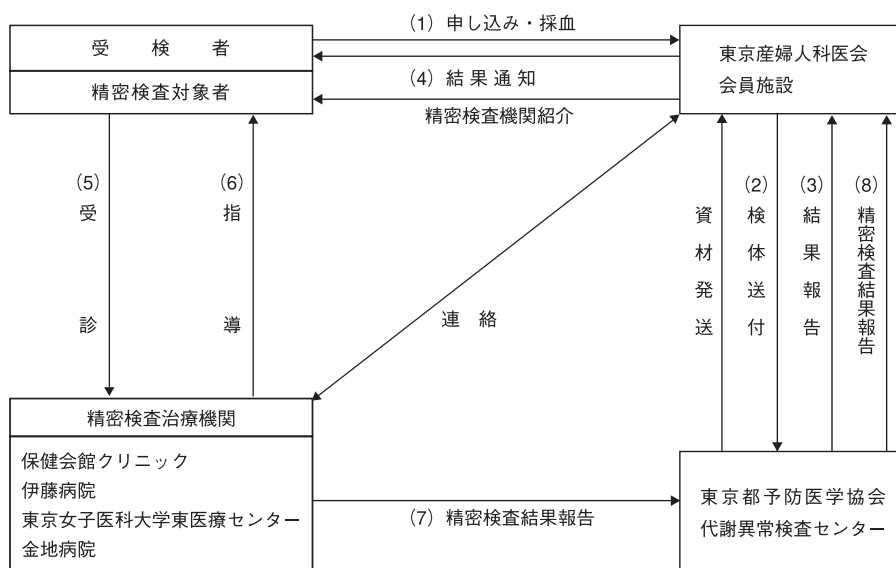 (1) 申し込み・採血
受検者
精密検査対象者
東京産婦人科医会
会員施設
(4) 結果通知
精密検査機関紹介
(5) 受診
(6) 指導
連絡
資材発送
(2) 検体送付
(3) 結果報告
(8) 精密検査結果報告
精密検査治療機関
保健会館クリニック
伊藤病院
東京女子医科大学東医療センター
金地病院
(7) 精密検査結果報告
東京都予防医学協会
代謝異常検査センター